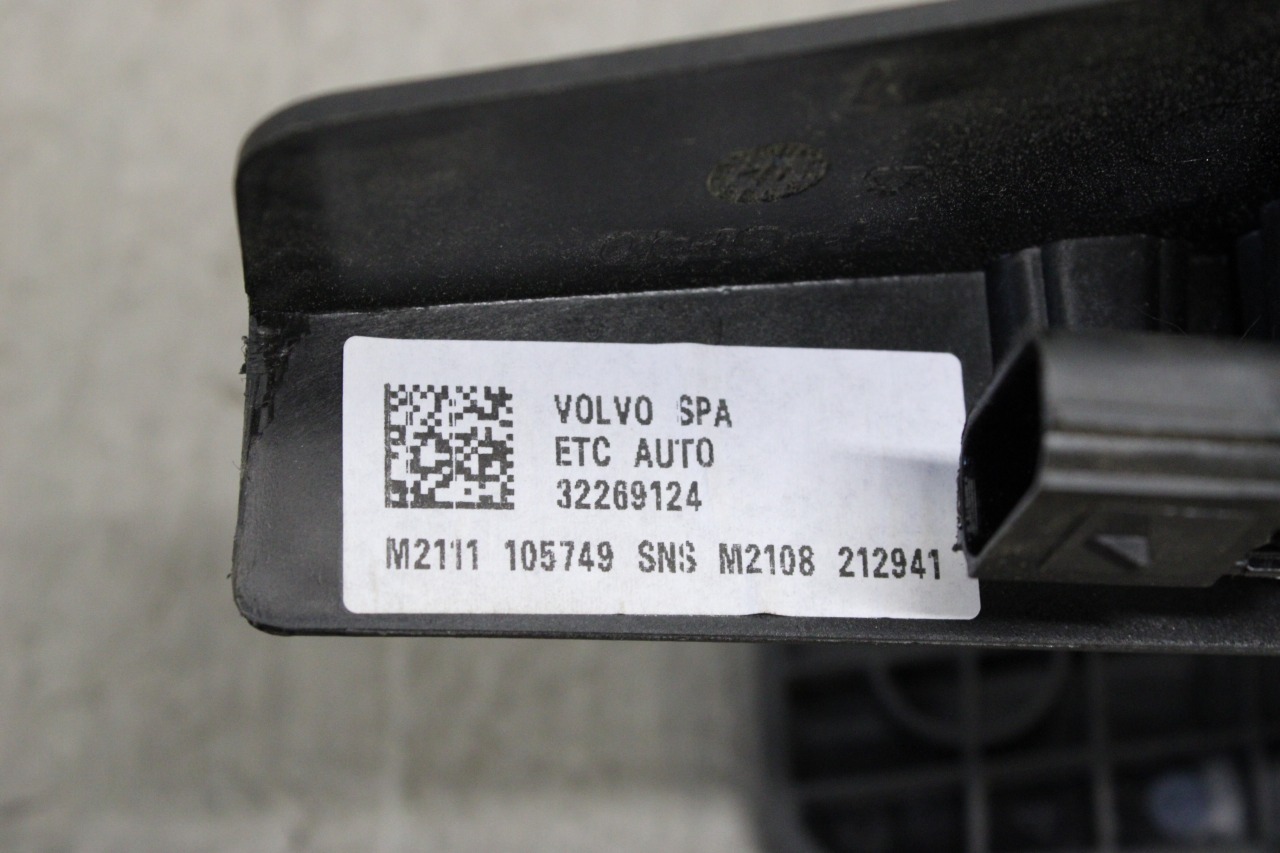 VOLVO SPA
ETC AUTO
32269124
M2111 105749 SNS M2108 212941